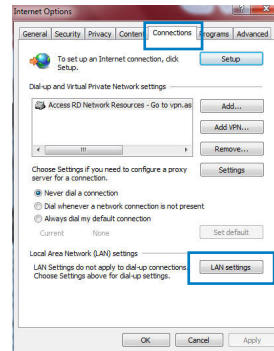 Internet Options
General Security Privacy Content Connections Programs Advanced
To set up an Internet connection, click
Setup.
Setup
Dial-up and Virtual Private Network settings
Access RD Network Resources - Go to vpn.as
Add...
Add VPN...
Remove...
Choose Settings if you need to configure a proxy
server for a connection.
Settings
Never dial a connection
Dial whenever a network connection is not present
Always dial my default connection
Current None
Set default
Local Area Network (LAN) settings
LAN Settings do not apply to dial-up connections.
Choose Settings above for dial-up settings.
LAN settings
OK Cancel Apply